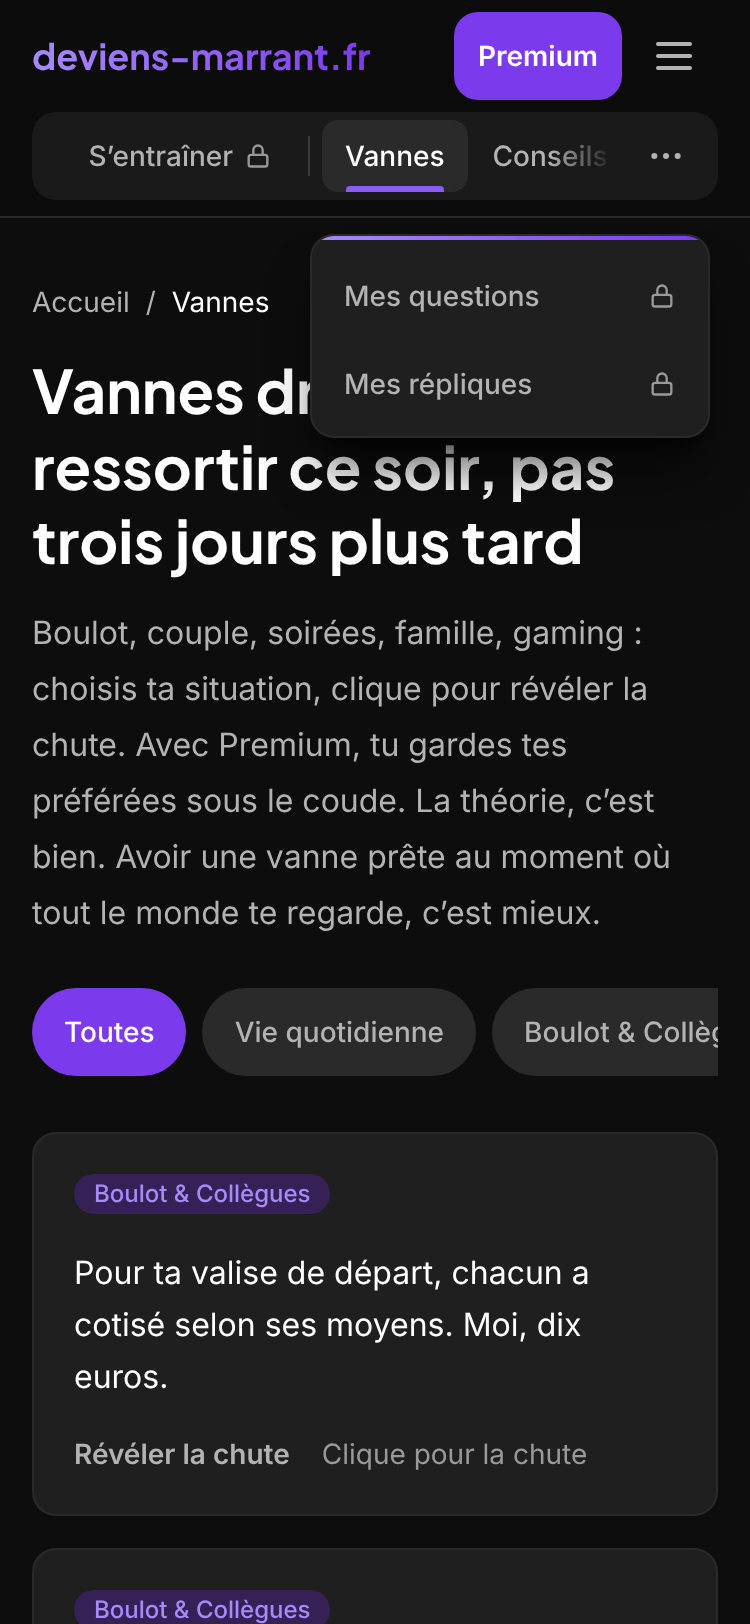 deviens-marrant.fr
Premium
S'entraîner
Vannes
Conseils
Mes questions
Mes répliques
Accueil / Vannes
Vannes
ressortir ce soir, pas
trois jours plus tard
Boulot, couple, soirées, famille, gaming :
choisis ta situation, clique pour révéler la
chute. Avec Premium, tu gardes tes
préférées sous le coude. La théorie, c'est
bien. Avoir une vanne prête au moment où
tout le monde te regarde, c'est mieux.
Toutes
Vie quotidienne
Boulot & Collèg
Boulot & Collègues
Pour ta valise de départ, chacun a
cotisé selon ses moyens. Moi, dix
euros.
Révéler la chute Clique pour la chute
Boulot & Collègues